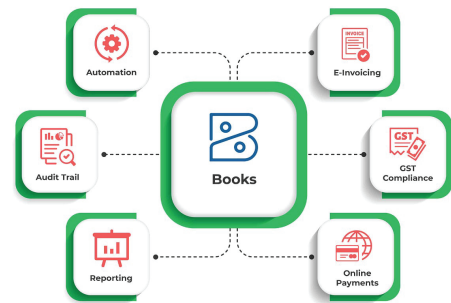 INVOICE
Automation
E-Invoicing
Books
GST
Audit Trail
GST
Compliance
Reporting
Online
Payments